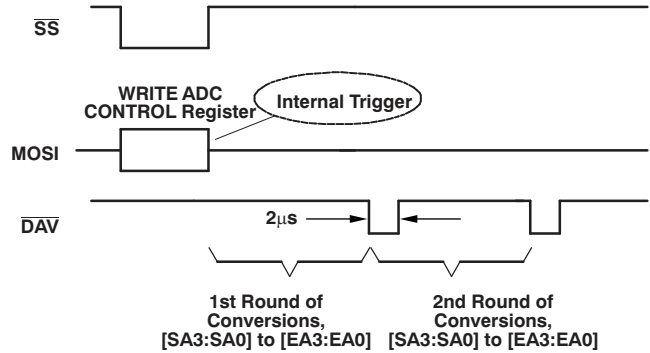 SS
WRITE ADC
CONTROL Register
Internal Trigger
MOSI
DAV
2μs
1st Round of
Conversions,
[SA3:SA0] to [EA3:EA0]
2nd Round of
Conversions,
[SA3:SA0] to [EA3:EA0]